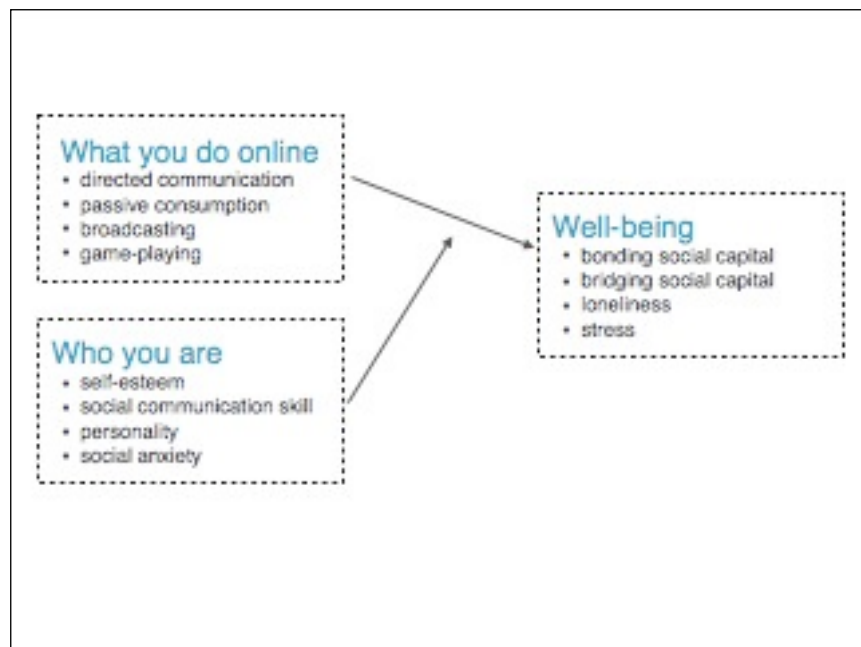 What you do online
• directed communication
• passive consumption
• broadcasting
• game-playing
Who you are
• self-esteem
• social communication skill
• personality
• social anxiety
Well-being
• bonding social capital
• bridging social capital
• loneliness
• stress